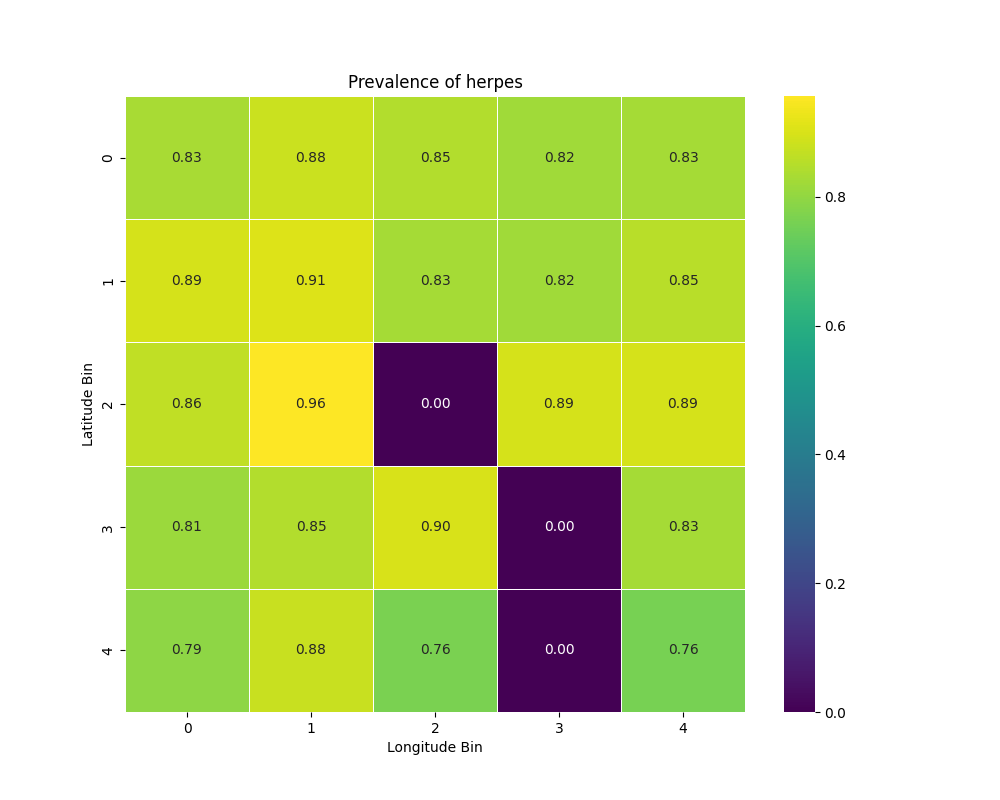 Prevalence of herpes
0 0.83 0.88 0.85 0.82 0.83
1 0.89 0.91 0.83 0.82 0.85
2 0.86 0.96 0.00 0.89 0.89
3 0.81 0.85 0.90 0.00 0.83
4 0.79 0.88 0.76 0.00 0.76
Latitude Bin
0 1 2 3 4
Longitude Bin
0.8
0.6
0.4
0.2
0.0